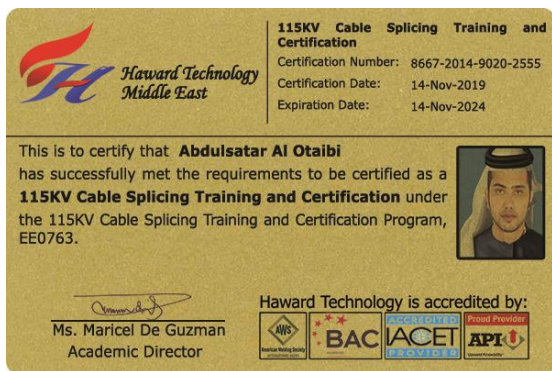 Haward Technology
Middle East
115KV Cable Splicing Training and
Certification
Certification Number: 8667-2014-9020-2555
Certification Date: 14-Nov-2019
Expiration Date: 14-Nov-2024
This is to certify that Abdulsatar Al Otaibi
has successfully met the requirements to be certified as a
115KV Cable Splicing Training and Certification under
the 115KV Cable Splicing Training and Certification Program,
EE0763.
Ms. Maricel De Guzman
Academic Director
Haward Technology is accredited by:
AWS
American Welding Society
BAC
ACCREDITED
IACET
PROVIDER
Proud Provider
API